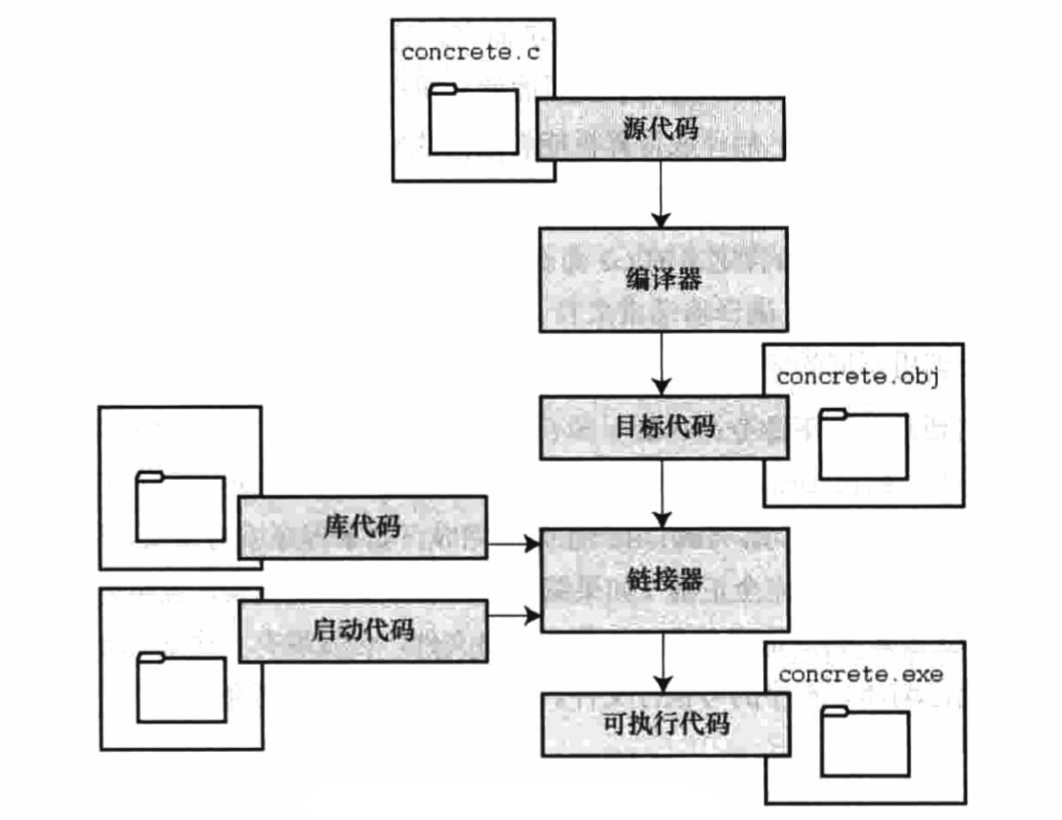 concrete.c
源代码
编译器
concrete.obj
目标代码
库代码
链接器
启动代码
concrete.exe
可执行代码